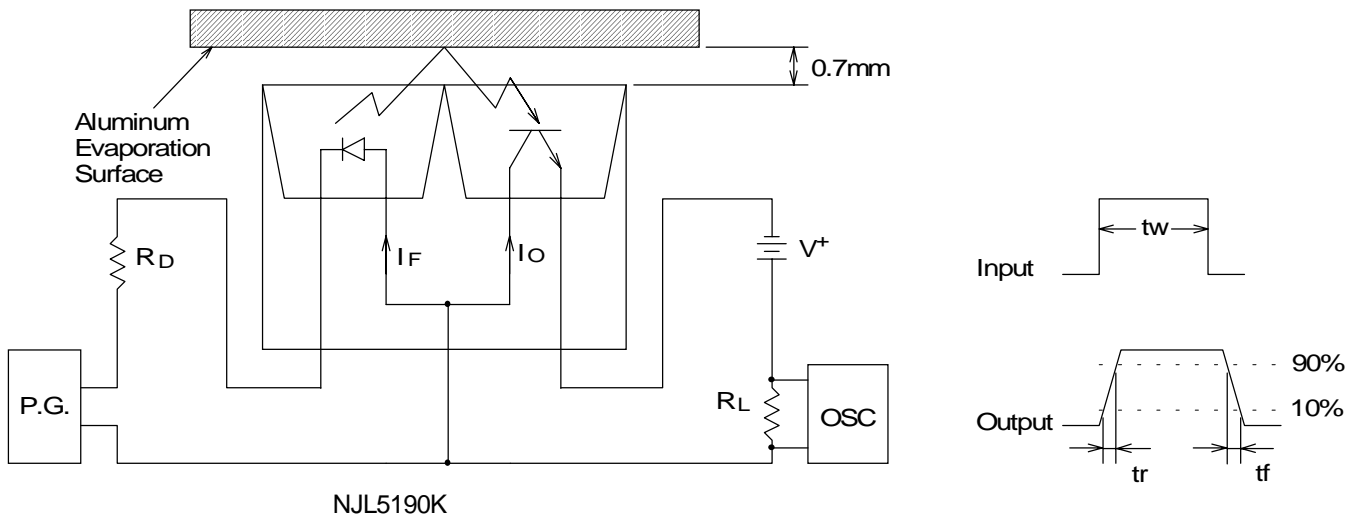 0.7mm
Aluminum
Evaporation
Surface
RD
IF
IO
V+
P.G.
RL
OSC
NJL5190K
Input
tw
Output
90%
10%
tr
tf